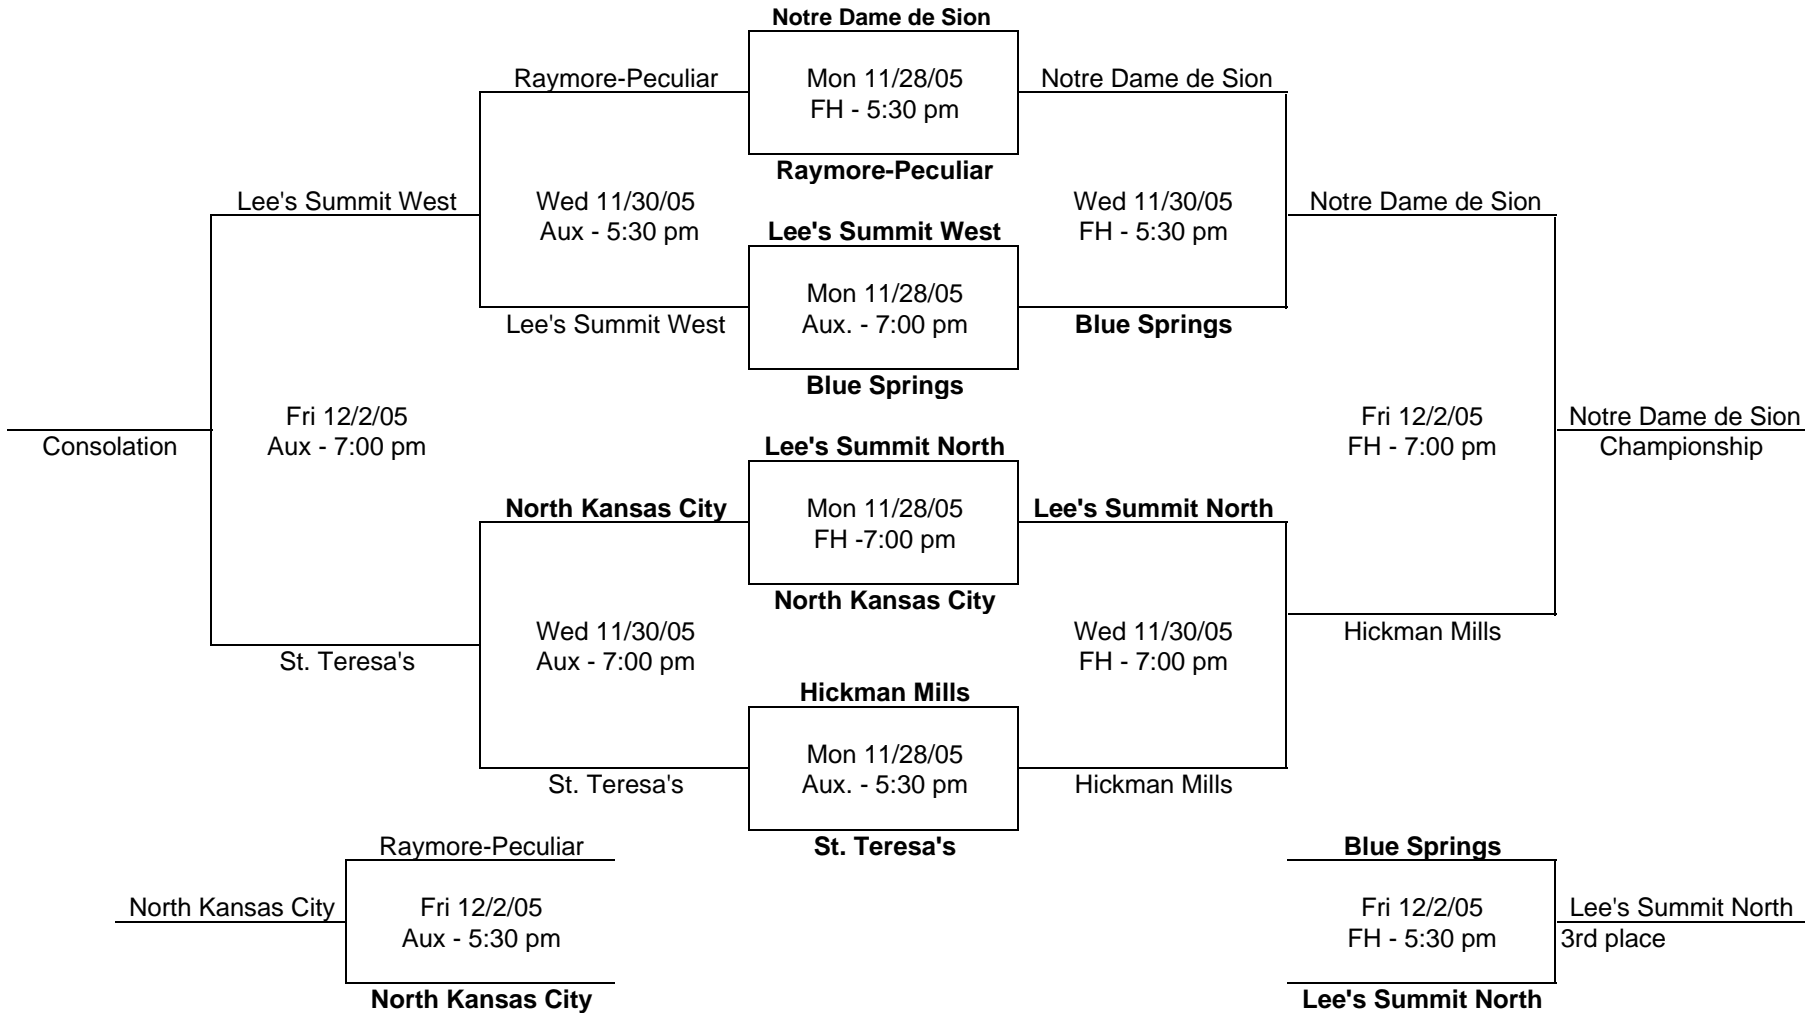 Notre Dame de Sion
Raymore-Peculiar
Mon 11/28/05
FH - 5:30 pm
Notre Dame de Sion
Raymore-Peculiar
Lee's Summit West
Wed 11/30/05
Aux - 5:30 pm
Lee's Summit West
Wed 11/30/05
FH - 5:30 pm
Notre Dame de Sion
Mon 11/28/05
Aux. - 7:00 pm
Lee's Summit West
Blue Springs
Blue Springs
Consolation
Fri 12/2/05
Aux - 7:00 pm
Lee's Summit North
Fri 12/2/05
FH - 7:00 pm
Notre Dame de Sion
Championship
North Kansas City
Mon 11/28/05
FH -7:00 pm
Lee's Summit North
North Kansas City
St. Teresa's
Wed 11/30/05
Aux - 7:00 pm
Wed 11/30/05
FH - 7:00 pm
Hickman Mills
Hickman Mills
Mon 11/28/05
Aux. - 5:30 pm
St. Teresa's
Hickman Mills
St. Teresa's
Raymore-Peculiar
North Kansas City
Fri 12/2/05
Aux - 5:30 pm
North Kansas City
Blue Springs
Fri 12/2/05
FH - 5:30 pm
Lee's Summit North
3rd place
Lee's Summit North